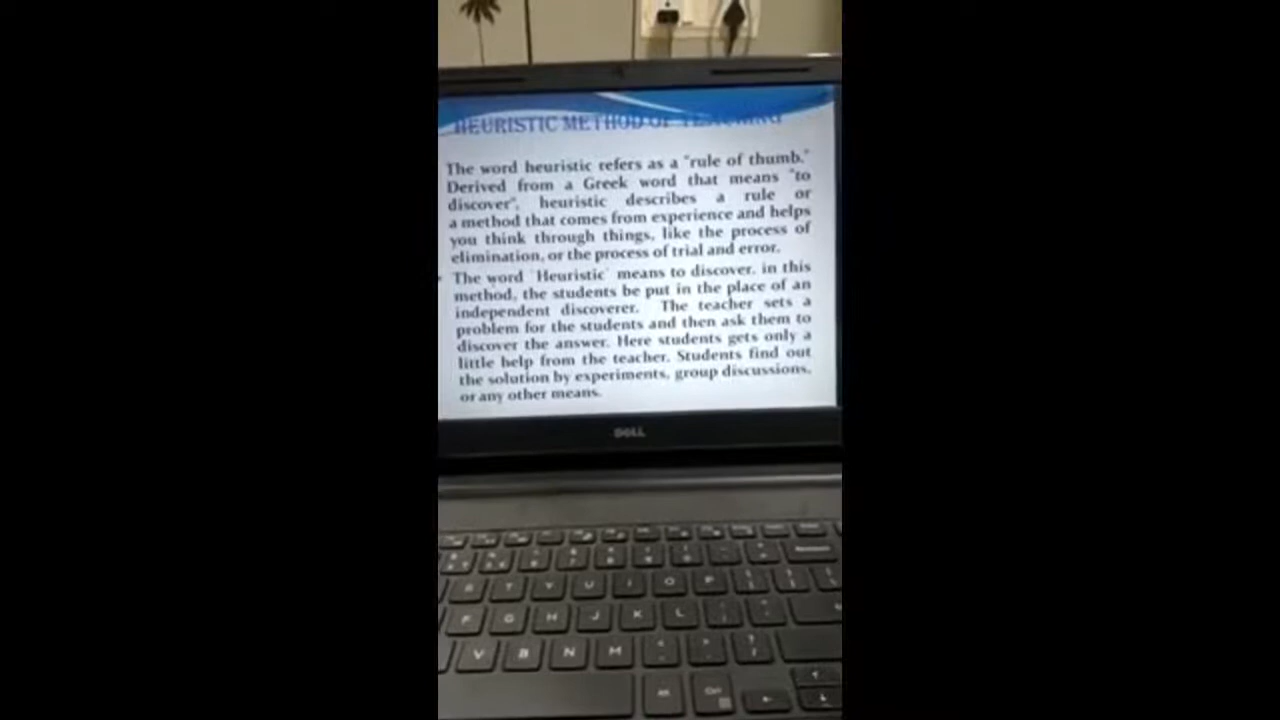 HEURISTIC METHOD OF TEACHING
The word heuristic refers as a "rule of thumb."
Derived from a Greek word that means "to
discover", heuristic describes a rule or
a method that comes from experience and helps
you think through things, like the process of
elimination, or the process of trial and error.
The word 'Heuristic' means to discover. in this
method, the students be put in the place of an
independent discoverer. The teacher sets a
problem for the students and then ask them to
discover the answer. Here students gets only a
little help from the teacher. Students find out
the solution by experiments, group discussions,
or any other means.
DELL
R T Y U I O P
F G H J K L
V B N M